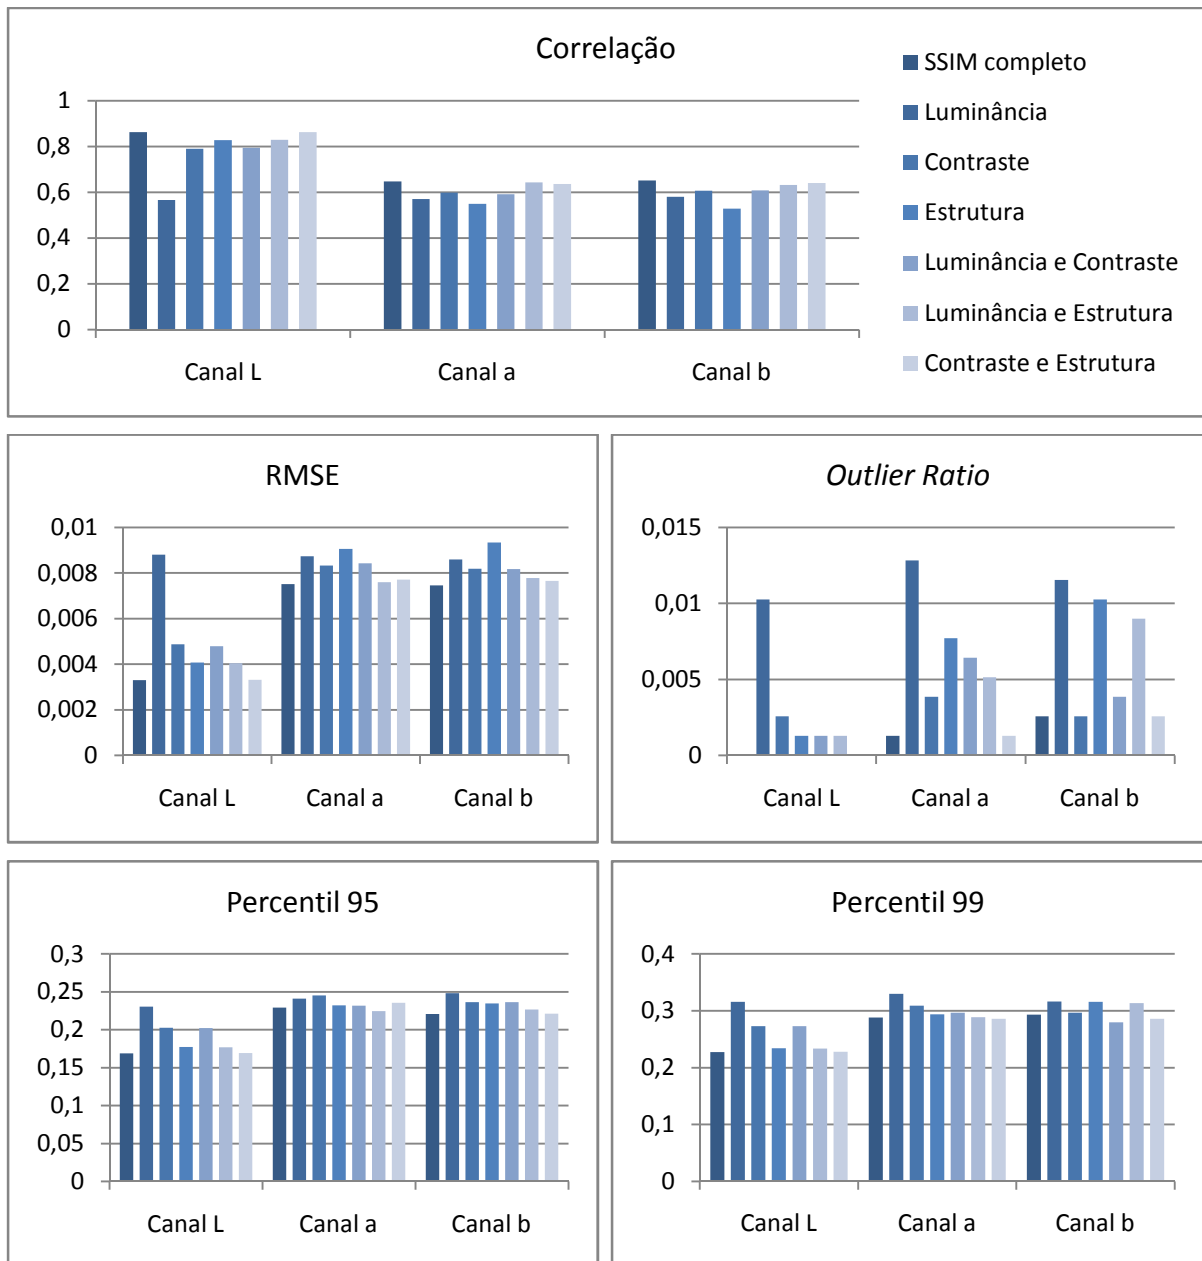 Correlação
1
0,8
0,6
0,4
0,2
0
Canal L Canal a Canal b
SSIM completo
Luminância
Contraste
Estrutura
Luminância e Contraste
Luminância e Estrutura
Contraste e Estrutura
RMSE
0,01
0,008
0,006
0,004
0,002
0
Canal L Canal a Canal b
Outlier Ratio
0,015
0,01
0,005
0
Canal L Canal a Canal b
Percentil 95
0,3
0,25
0,2
0,15
0,1
0,05
0
Canal L Canal a Canal b
Percentil 99
0,4
0,3
0,2
0,1
0
Canal L Canal a Canal b